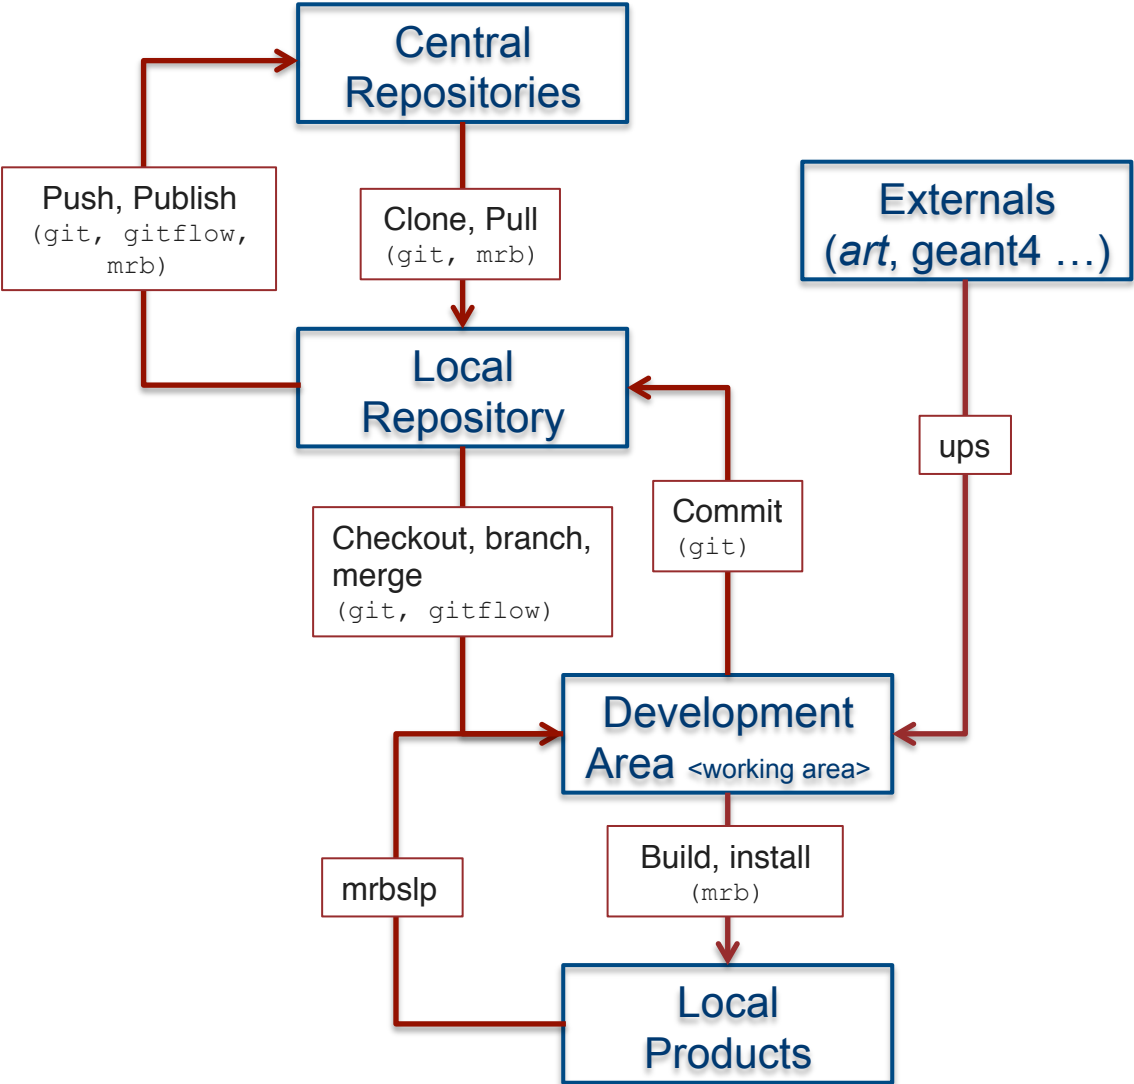 Central
Repositories
Push, Publish
(git, gitflow,
mrb)
Clone, Pull
(git, mrb)
Externals
(art, geant4 …)
Local
Repository
ups
Checkout, branch,
merge
(git, gitflow)
Commit
(git)
Development
Area <working area>
Build, install
(mrb)
mrbslp
Local
Products